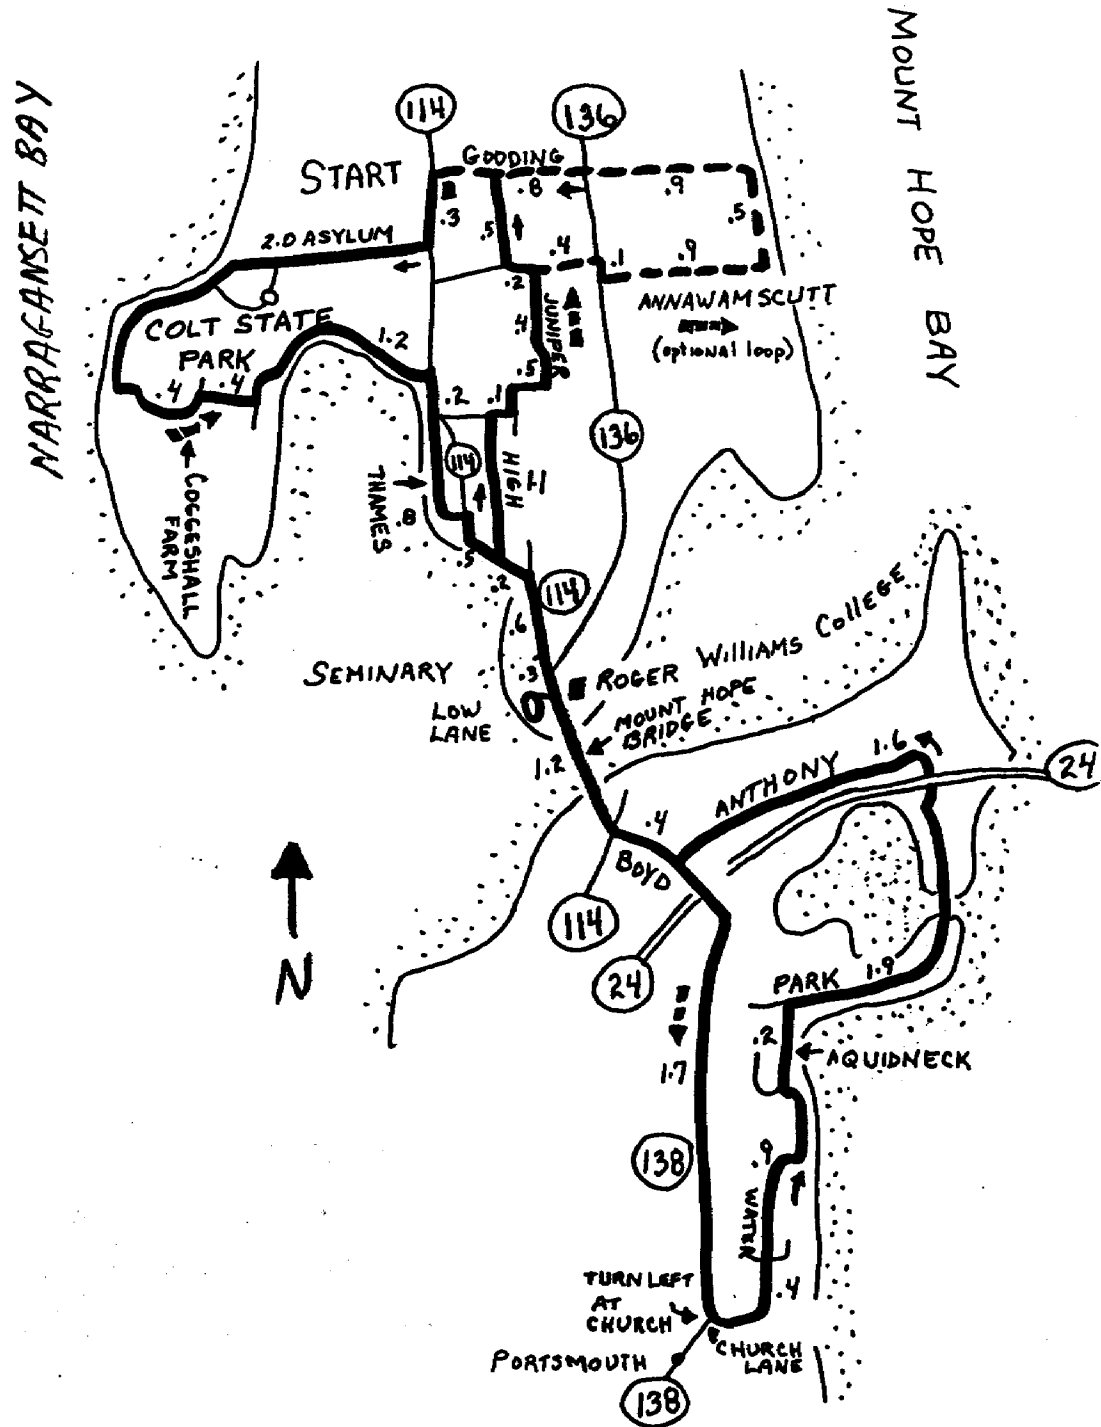 MOUNT HOPE BAY
NARRAGANSETT BAY
114
136
START
GOODING
.3
.8
.9
.5
.5
2.0 ASYLUM
.4
.1
.9
.2
ANNAWAMSCUTT
(optional loop)
JUNIPER
.4
COLT STATE
PARK
1.2
.5
.4
.4
.2
.1
136
114
HIGH
1.1
THAMES
.8
COGGESHALL
FARM
.5
.2
114
.6
SEMINARY
.3
ROGER WILLIAMS COLLEGE
LOW
LANE
MOUNT HOPE
BRIDGE
1.2
1.6
24
ANTHONY
.4
BOYD
114
24
N
PARK
1.9
.2
AQUIDNECK
1.7
138
.9
WATER
TURN LEFT
AT
CHURCH
.4
CHURCH
LANE
PORTSMOUTH
138